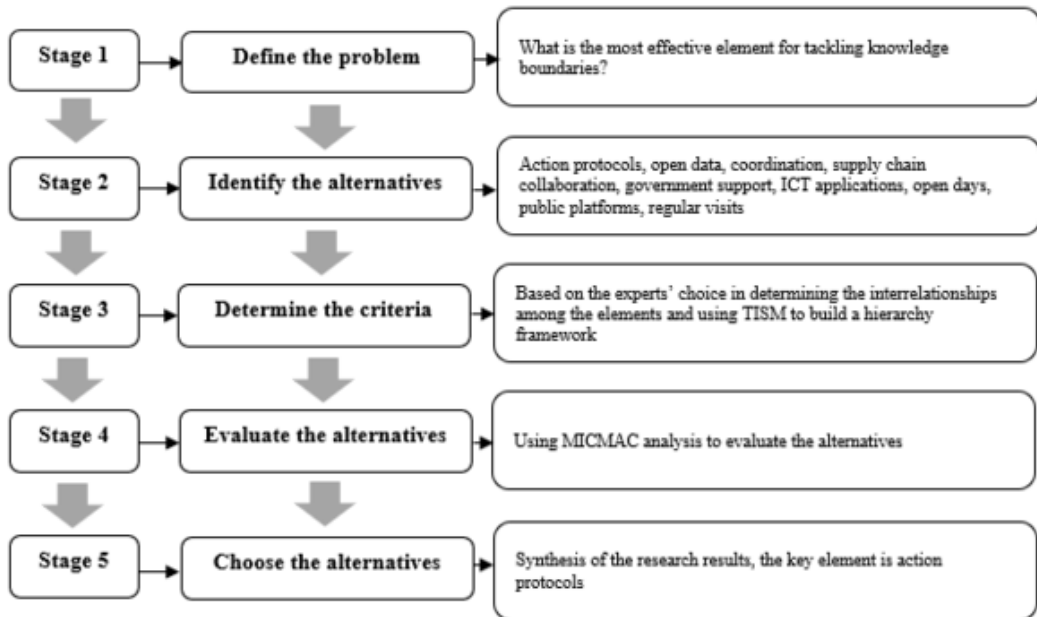 Stage 1
Define the problem
What is the most effective element for tackling knowledge
boundaries?
Stage 2
Identify the alternatives
Action protocols, open data, coordination, supply chain
collaboration, government support, ICT applications, open days,
public platforms, regular visits
Stage 3
Determine the criteria
Based on the experts’ choice in determining the interrelationships
among the elements and using TISM to build a hierarchy
framework
Stage 4
Evaluate the alternatives
Using MICMAC analysis to evaluate the alternatives
Stage 5
Choose the alternatives
Synthesis of the research results, the key element is action
protocols